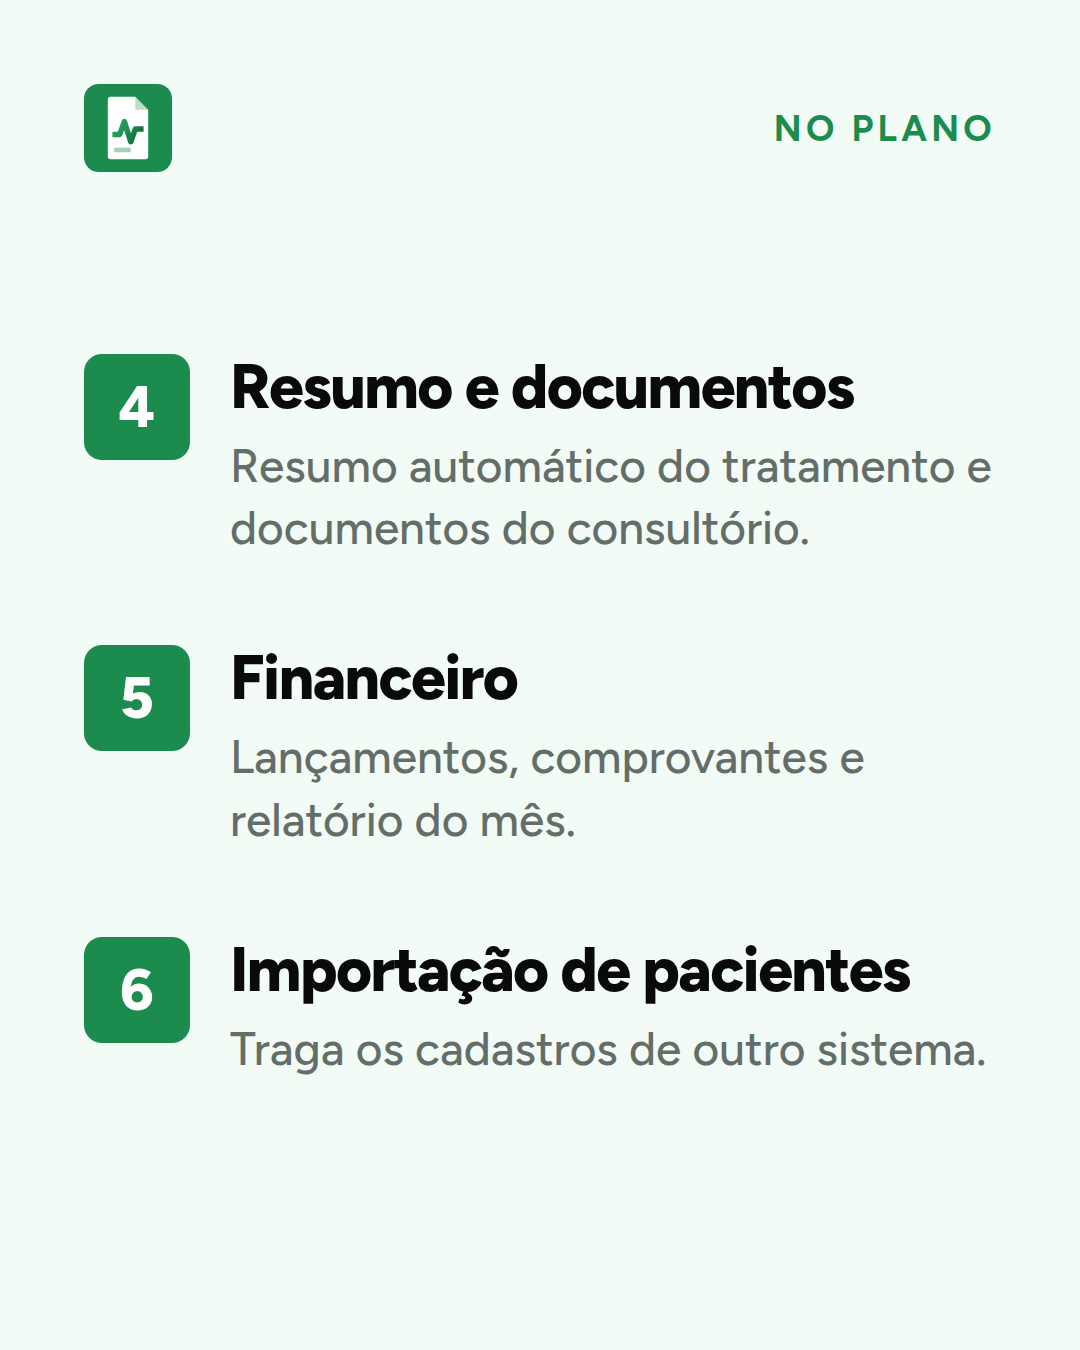 NO PLANO
4
Resumo e documentos
Resumo automático do tratamento e
documentos do consultório.
5
Financeiro
Lançamentos, comprovantes e
relatório do mês.
6
Importação de pacientes
Traga os cadastros de outro sistema.